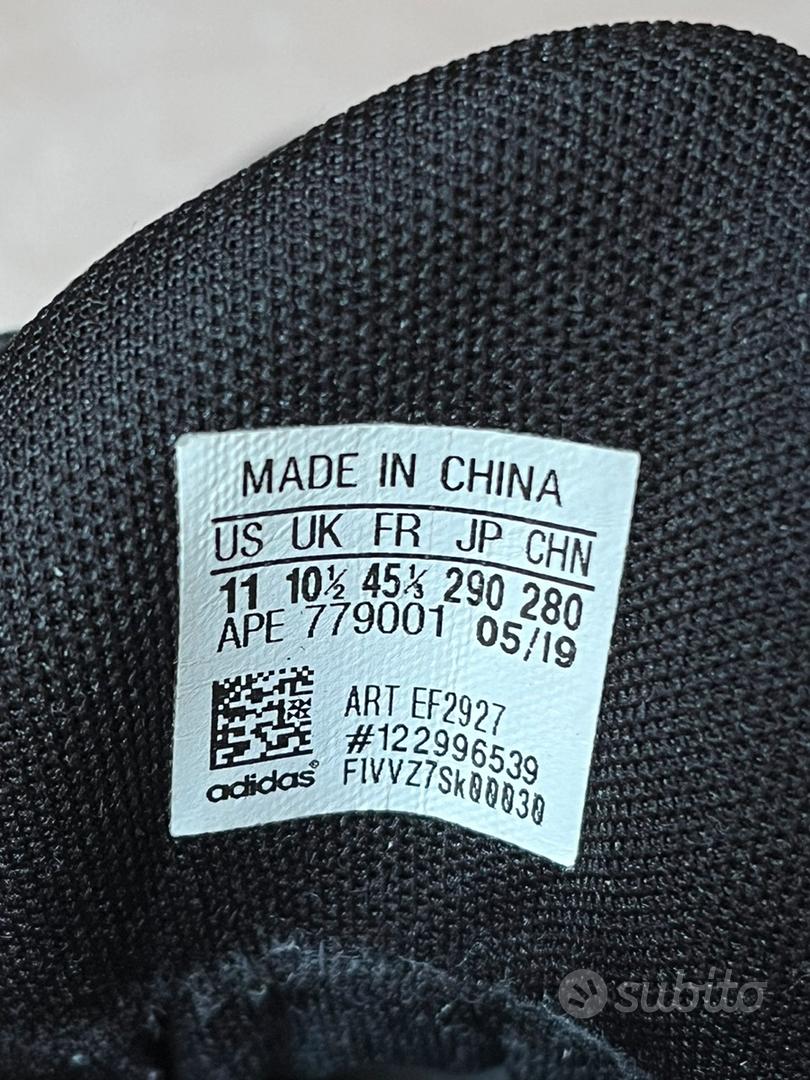 MADE IN CHINA
US UK FR JP CHN
11 10½ 45⅓ 290 280
APE 779001 05/19
ART EF2927
#122996539
FIVVZ7Sk00030
adidas®
subito